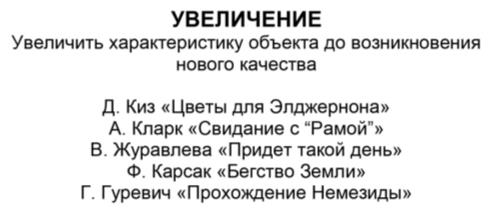 УВЕЛИЧЕНИЕ
Увеличить характеристику объекта до возникновения
нового качества
Д. Киз «Цветы для Элджернона»
А. Кларк «Свидание с “Рамой”»
В. Журавлева «Придет такой день»
Ф. Карсак «Бегство Земли»
Г. Гуревич «Прохождение Немезиды»